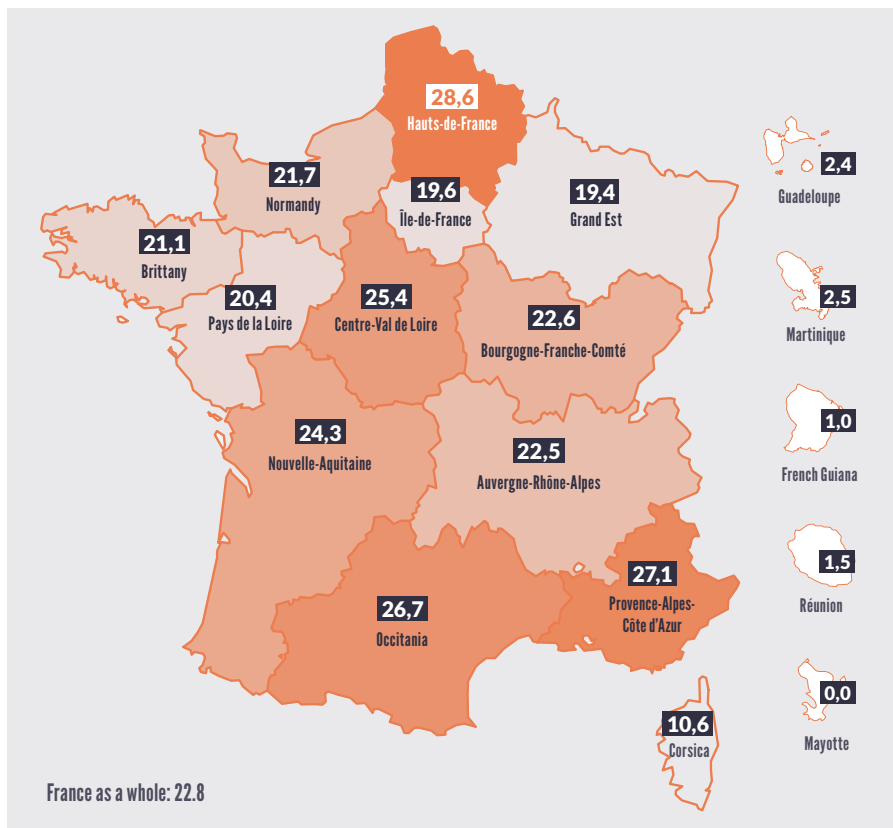 28,6
Hauts-de-France
21,7
Normandy
19,6
Île-de-France
19,4
Grand Est
2,4
Guadeloupe
21,1
Brittany
20,4
Pays de la Loire
25,4
Centre-Val de Loire
22,6
Bourgogne-Franche-Comté
2,5
Martinique
24,3
Nouvelle-Aquitaine
22,5
Auvergne-Rhône-Alpes
1,0
French Guiana
26,7
Occitania
27,1
Provence-Alpes-
Côte d'Azur
1,5
Réunion
10,6
Corsica
0,0
Mayotte
France as a whole: 22.8